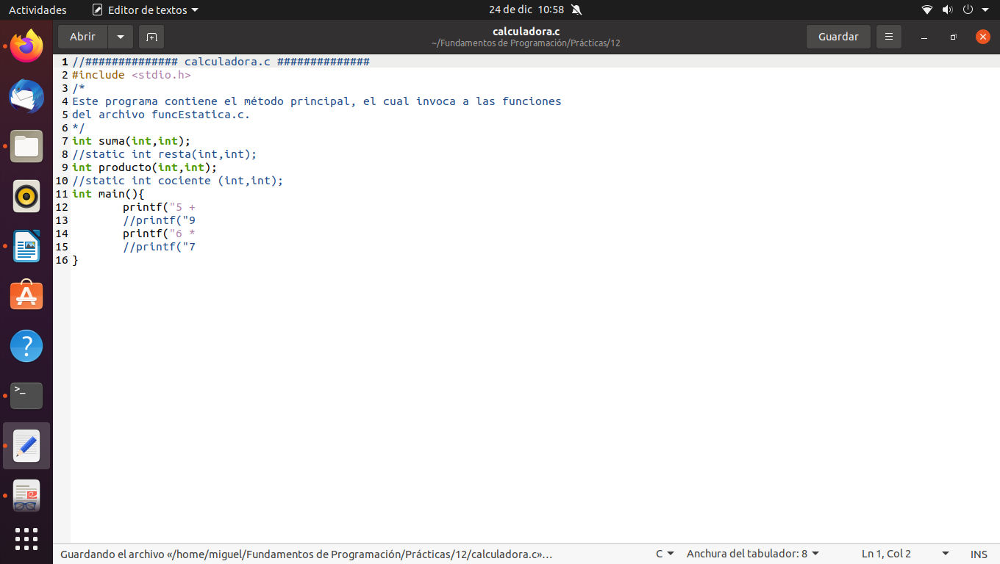 Actividades Editor de textos 24 de dic 10:58
Abrir calculadora.c Guardar
~/Fundamentos de Programación/Prácticas/12
1 //############## calculadora.c ##############
2 #include <stdio.h>
3 /*
4 Este programa contiene el método principal, el cual invoca a las funciones
5 del archivo funcEstatica.c.
6 */
7 int suma(int,int);
8 //static int resta(int,int);
9 int producto(int,int);
10 //static int cociente (int,int);
11 int main(){
12 printf("5 +
13 //printf("9
14 printf("6 *
15 //printf("7
16 }
Guardando el archivo «/home/miguel/Fundamentos de Programación/Prácticas/12/calculadora.c»… C Anchura del tabulador: 8 Ln 1, Col 2 INS